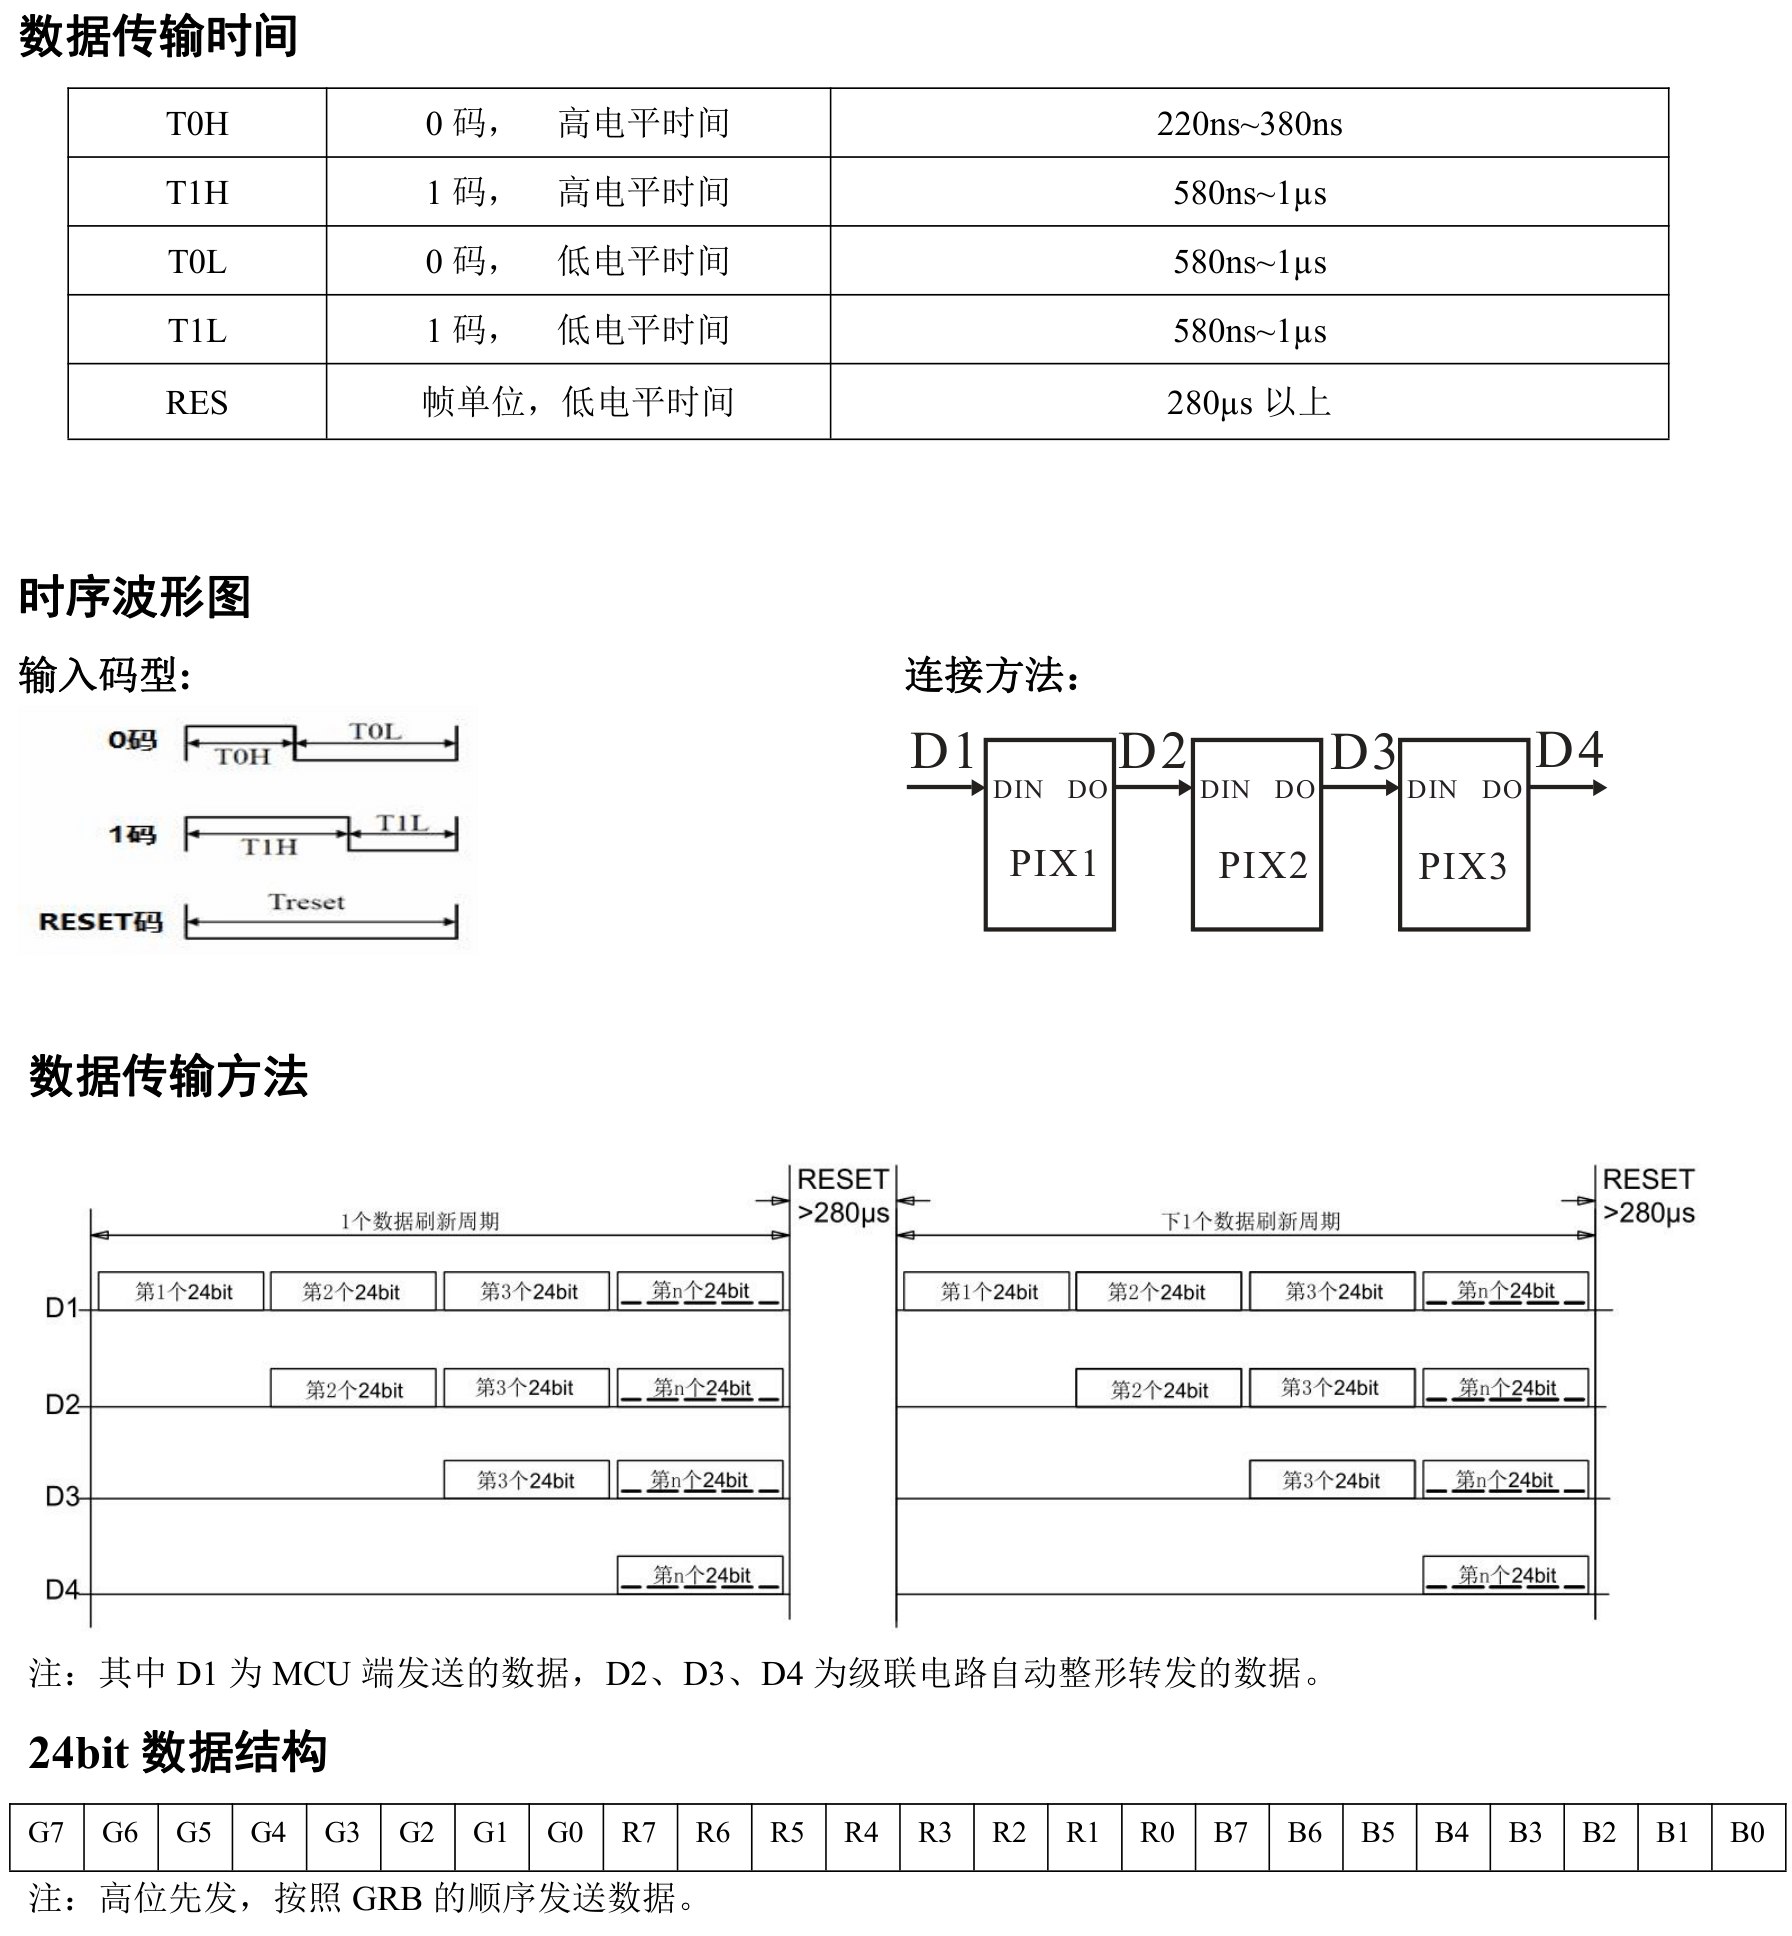 数据传输时间
T0H 0 码， 高电平时间 220ns~380ns
T1H 1 码， 高电平时间 580ns~1µs
T0L 0 码， 低电平时间 580ns~1µs
T1L 1 码， 低电平时间 580ns~1µs
RES 帧单位，低电平时间 280µs 以上
时序波形图
输入码型:
0码 T0H T0L
1码 T1H T1L
RESET码 Treset
连接方法：
D1 D2 D3 D4
DIN DO DIN DO DIN DO
PIX1 PIX2 PIX3
数据传输方法
RESET RESET
1个数据刷新周期 >280µs 下1个数据刷新周期 >280µs
D1 第1个24bit 第2个24bit 第3个24bit 第n个24bit 第1个24bit 第2个24bit 第3个24bit 第n个24bit
D2 第2个24bit 第3个24bit 第n个24bit 第2个24bit 第3个24bit 第n个24bit
D3 第3个24bit 第n个24bit 第3个24bit 第n个24bit
D4 第n个24bit 第n个24bit
注：其中 D1 为 MCU 端发送的数据，D2、D3、D4 为级联电路自动整形转发的数据。
24bit 数据结构
G7 G6 G5 G4 G3 G2 G1 G0 R7 R6 R5 R4 R3 R2 R1 R0 B7 B6 B5 B4 B3 B2 B1 B0
注：高位先发，按照 GRB 的顺序发送数据。